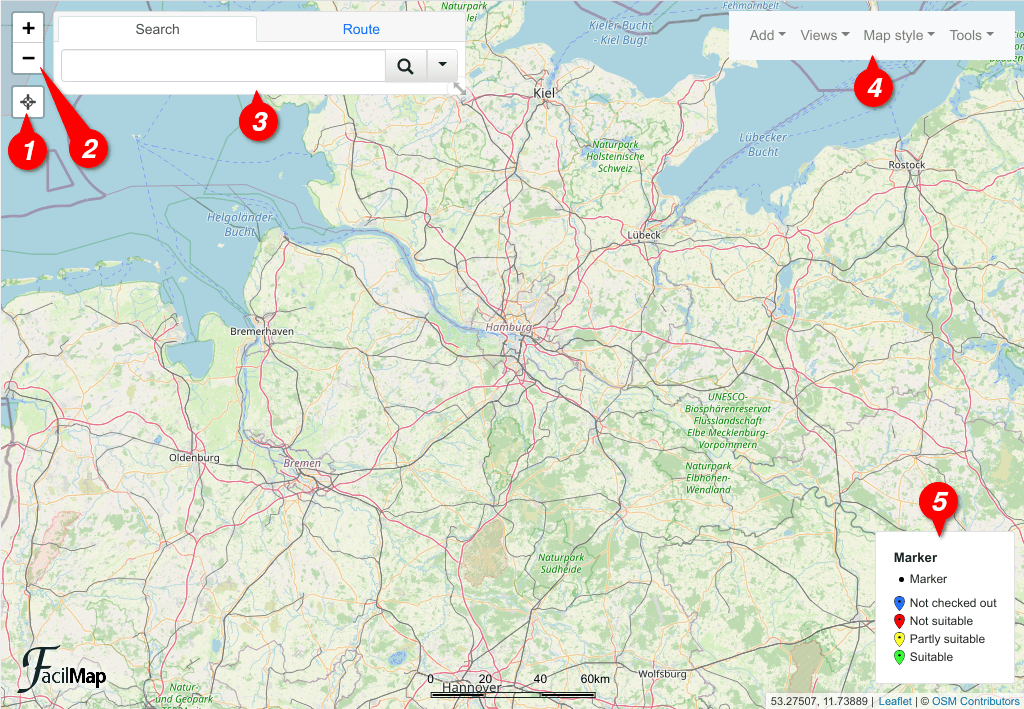 Naturpark
lei
Fehmarnbelt
Kieler Bucht
- Kiel Bugt
+
−
Search
Route
Add
Views
Map style
Tools
1
2
3
4
Kiel
Lübecker
Bucht
Naturpark
Holsteinische
Schweiz
Rostock
Helgoländer
Bucht
Lübeck
Bremerhaven
Hamburg
UNESCO-
Biosphärenreservat
Flusslandschaft
Elbe Mecklenburg-
Vorpommern
Oldenburg
Bremen
Naturpark
Elbhöhen-
Wendland
5
Naturpark
Südheide
Marker
Marker
Not checked out
Not suitable
Partly suitable
Suitable
FacilMap
Natur-
und Geopark
0 20 40 60km
Hannover
Wolfsburg
53.27507, 11.73889 | Leaflet | © OSM Contributors